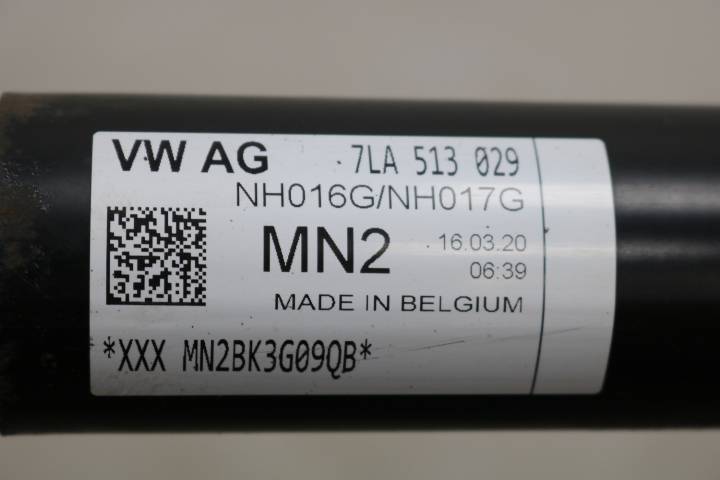 VW AG 7LA 513 029
NH016G/NH017G
MN2 16.03.20
06:39
MADE IN BELGIUM
*XXX MN2BK3G09QB*